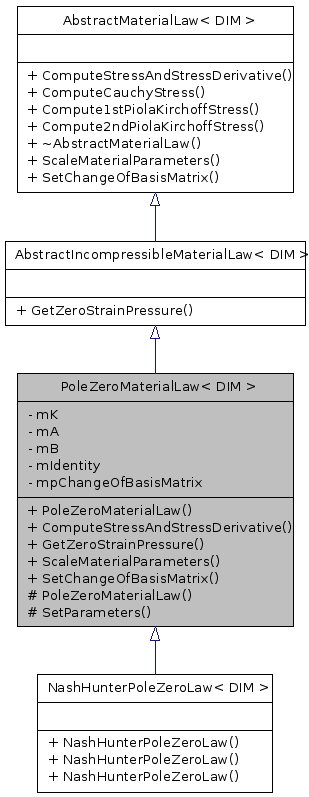 AbstractMaterialLaw< DIM >
+ ComputeStressAndStressDerivative()
+ ComputeCauchyStress()
+ Compute1stPiolaKirchoffStress()
+ Compute2ndPiolaKirchoffStress()
+ ~AbstractMaterialLaw()
+ ScaleMaterialParameters()
+ SetChangeOfBasisMatrix()
AbstractIncompressibleMaterialLaw< DIM >
+ GetZeroStrainPressure()
PoleZeroMaterialLaw< DIM >
- mK
- mA
- mB
- mIdentity
- mpChangeOfBasisMatrix
+ PoleZeroMaterialLaw()
+ ComputeStressAndStressDerivative()
+ GetZeroStrainPressure()
+ ScaleMaterialParameters()
+ SetChangeOfBasisMatrix()
# PoleZeroMaterialLaw()
# SetParameters()
NashHunterPoleZeroLaw< DIM >
+ NashHunterPoleZeroLaw()
+ NashHunterPoleZeroLaw()
+ NashHunterPoleZeroLaw()